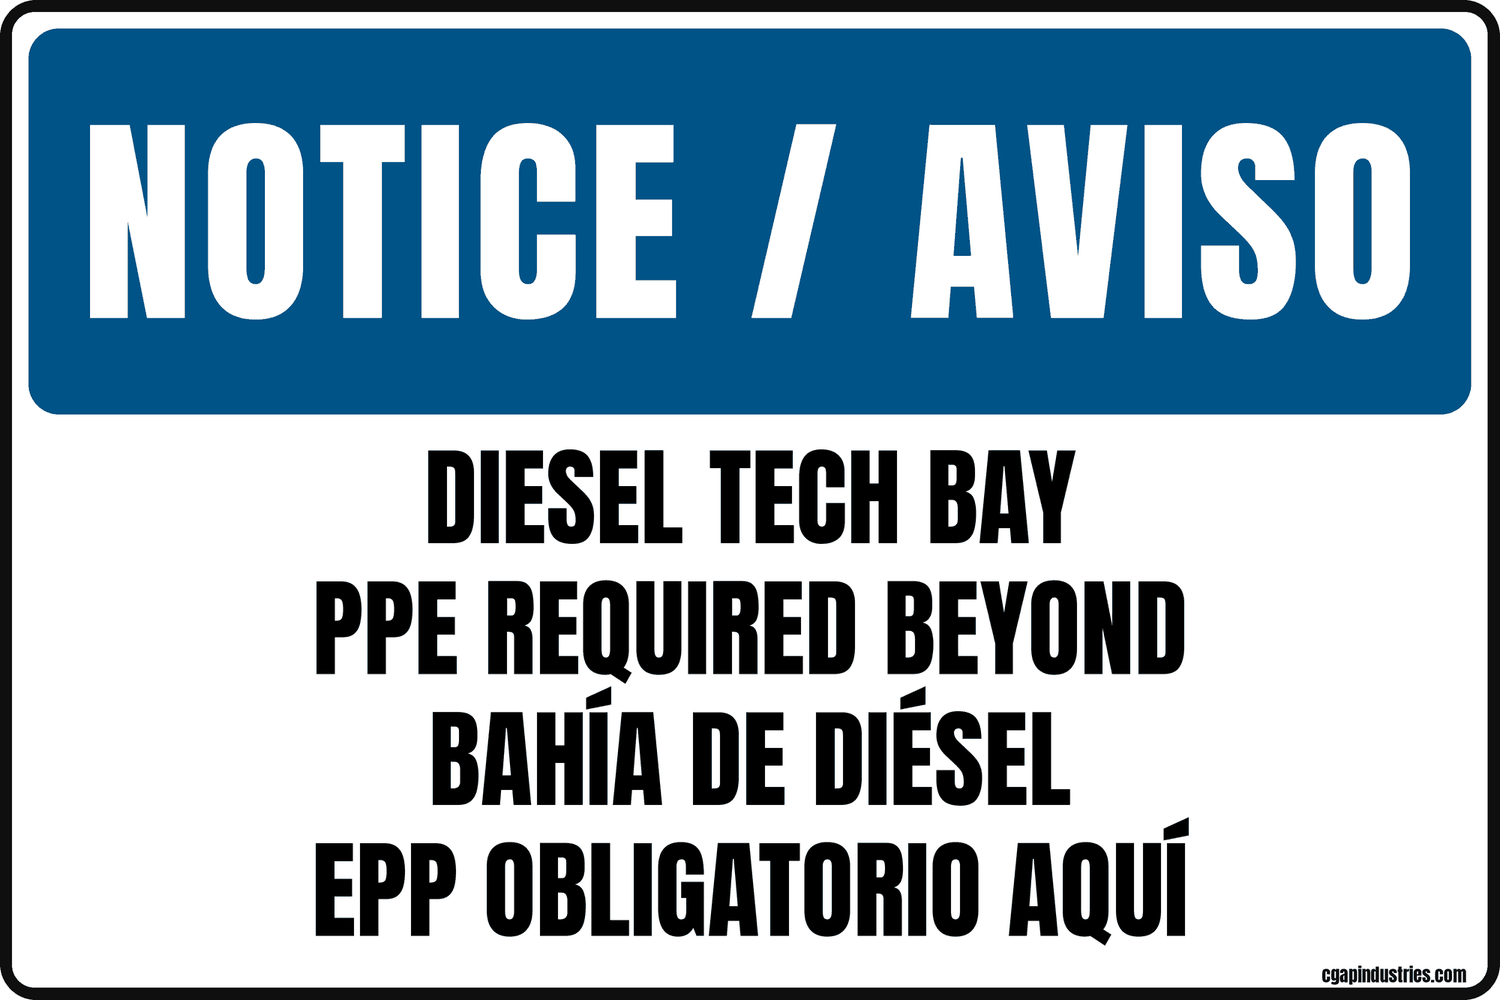 NOTICE / AVISO
DIESEL TECH BAY
PPE REQUIRED BEYOND
BAHÍA DE DIÉSEL
EPP OBLIGATORIO AQUÍ
cgapindustries.com